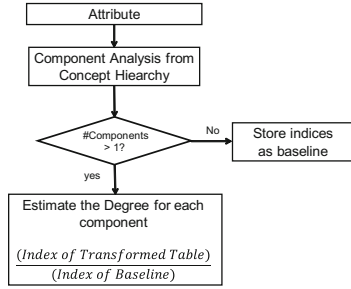 Attribute
Component Analysis from
Concept Hiearchy
#Components
> 1?
No
Store indices
as baseline
yes
Estimate the Degree for each
component
(Index of Transformed Table)
(Index of Baseline)